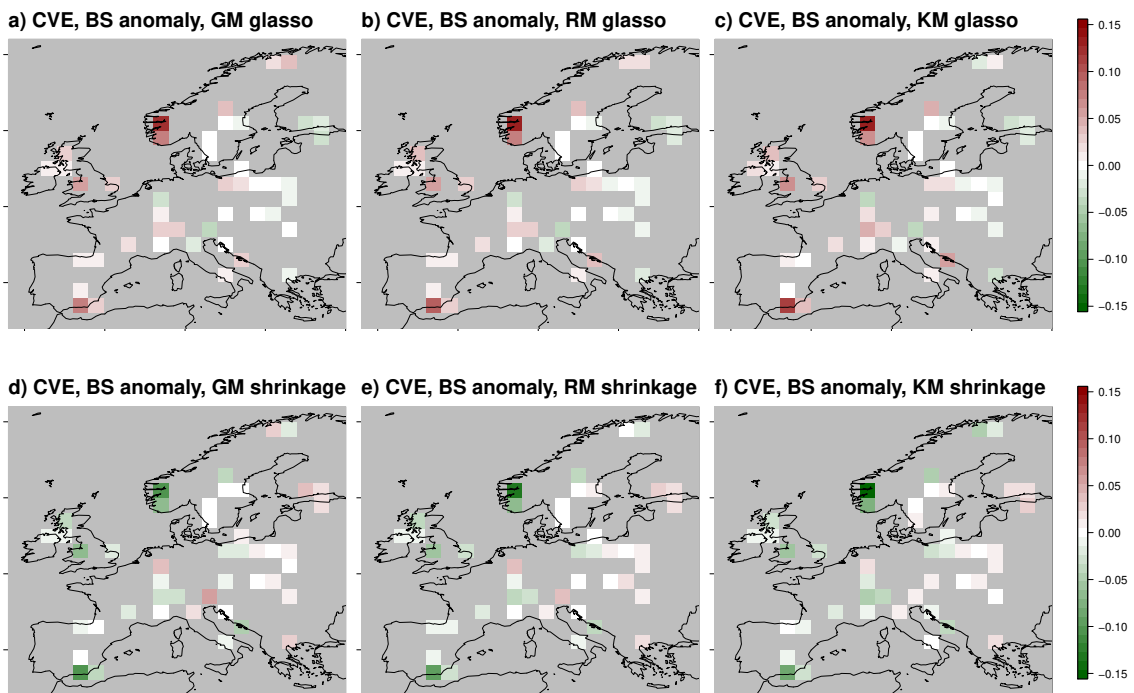 a) CVE, BS anomaly, GM glasso
b) CVE, BS anomaly, RM glasso
c) CVE, BS anomaly, KM glasso
0.15
0.10
0.05
0.00
−0.05
−0.10
−0.15
d) CVE, BS anomaly, GM shrinkage
e) CVE, BS anomaly, RM shrinkage
f) CVE, BS anomaly, KM shrinkage
0.15
0.10
0.05
0.00
−0.05
−0.10
−0.15